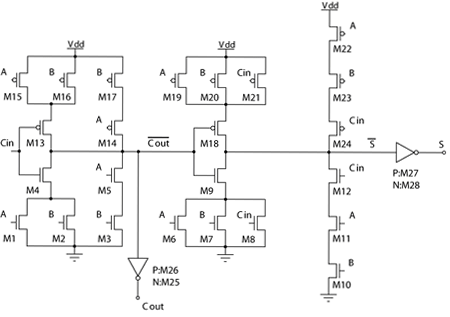 Vdd
A
M22
Vdd
Vdd
A
M15
B
M16
B
M17
A
M19
B
M20
Cin
M21
B
M23
Cin
M13
A
M14
Cout
M18
Cin
M24
S
S
P:M27
N:M28
M4
A
M5
M9
Cin
M12
A
M1
B
M2
B
M3
A
M6
B
M7
Cin
M8
A
M11
P:M26
N:M25
B
M10
Cout